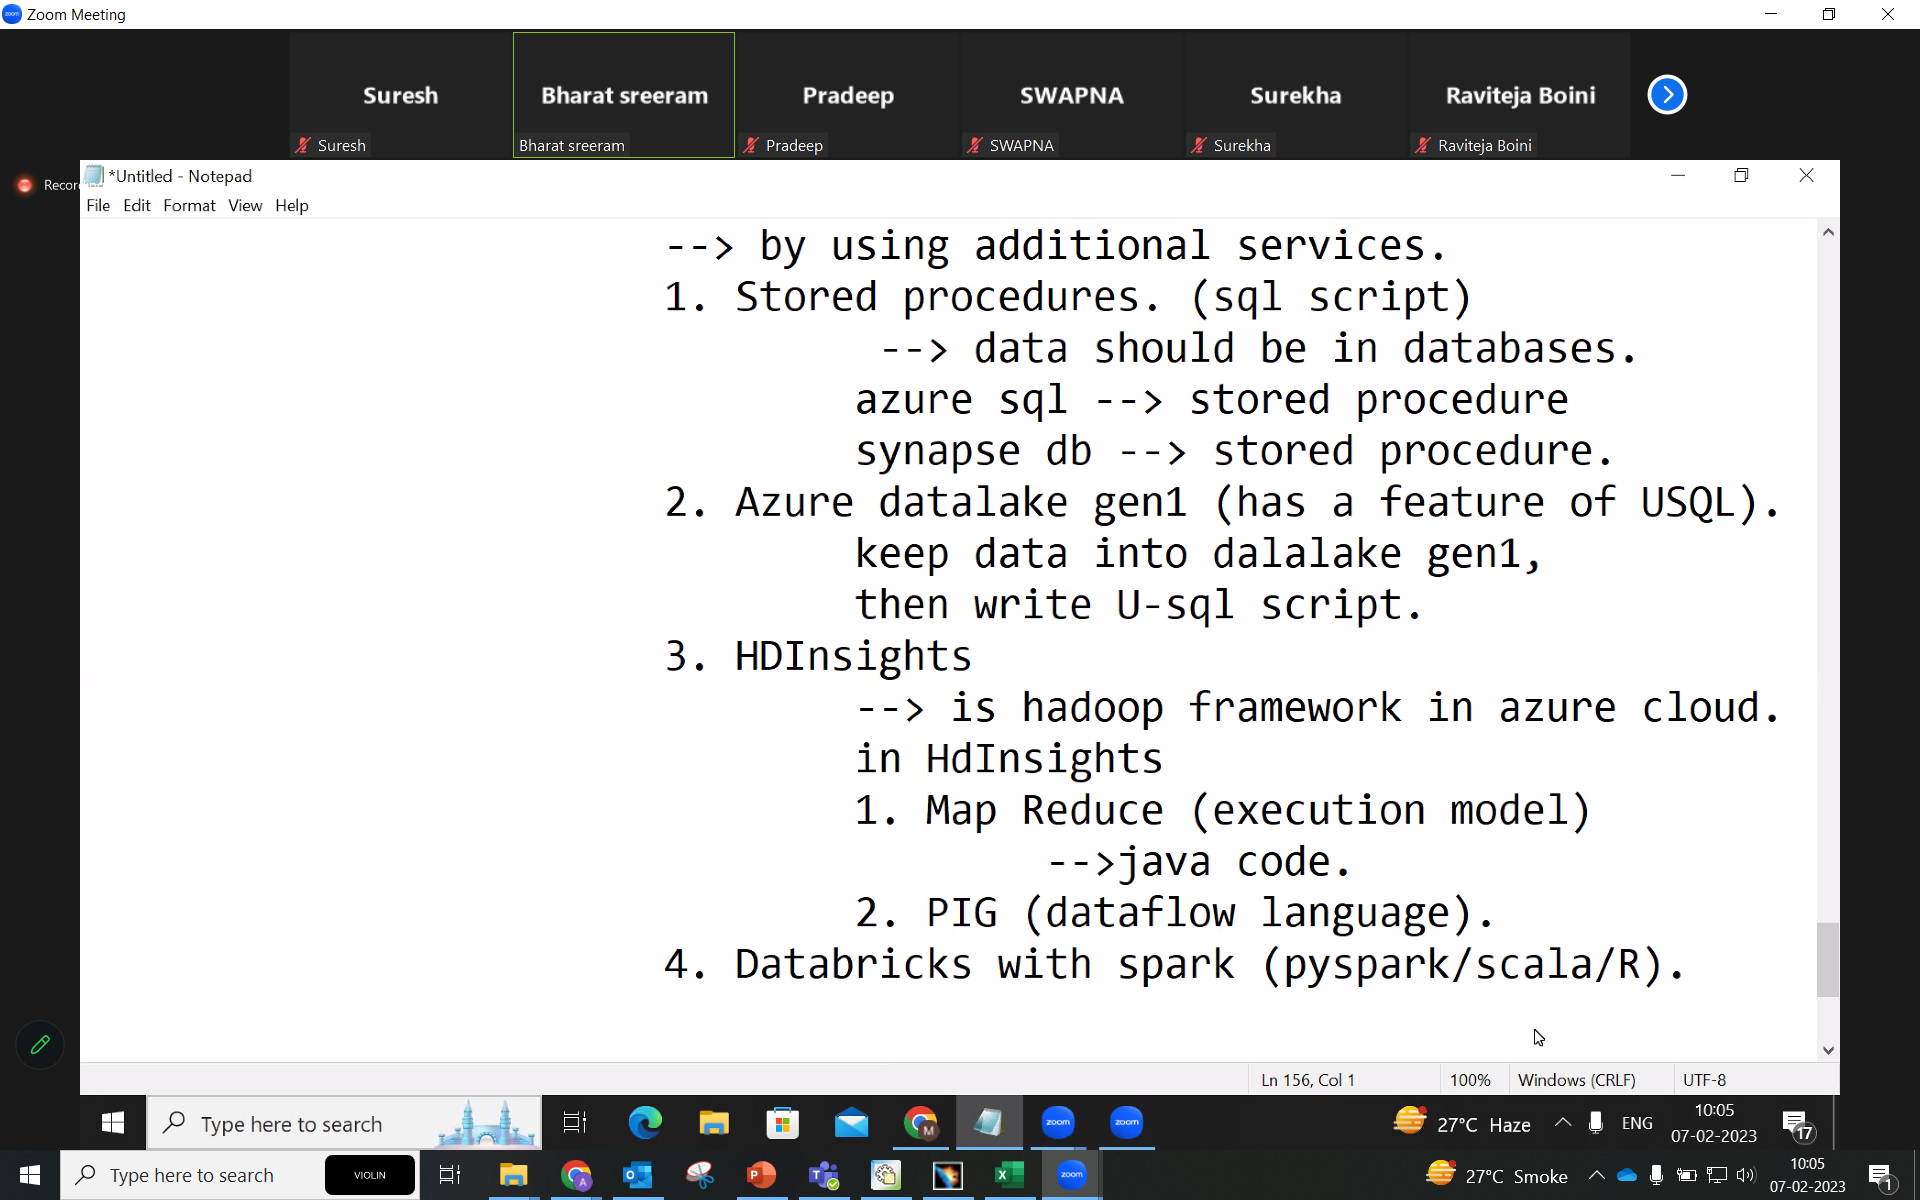 Zoom Meeting
Suresh
Bharat sreeram
Pradeep
SWAPNA
Surekha
Raviteja Boini
Suresh
Bharat sreeram
Pradeep
SWAPNA
Surekha
Raviteja Boini
Recor
*Untitled - Notepad
File Edit Format View Help
--> by using additional services.
1. Stored procedures. (sql script)
--> data should be in databases.
azure sql --> stored procedure
synapse db --> stored procedure.
2. Azure datalake gen1 (has a feature of USQL).
keep data into dalalake gen1,
then write U-sql script.
3. HDInsights
--> is hadoop framework in azure cloud.
in HdInsights
1. Map Reduce (execution model)
-->java code.
2. PIG (dataflow language).
4. Databricks with spark (pyspark/scala/R).
Ln 156, Col 1 100% Windows (CRLF) UTF-8
Type here to search zoom zoom 27°C Haze ENG 10:05 17
07-02-2023
Type here to search VIOLIN zoom 27°C Smoke 10:05 1
07-02-2023